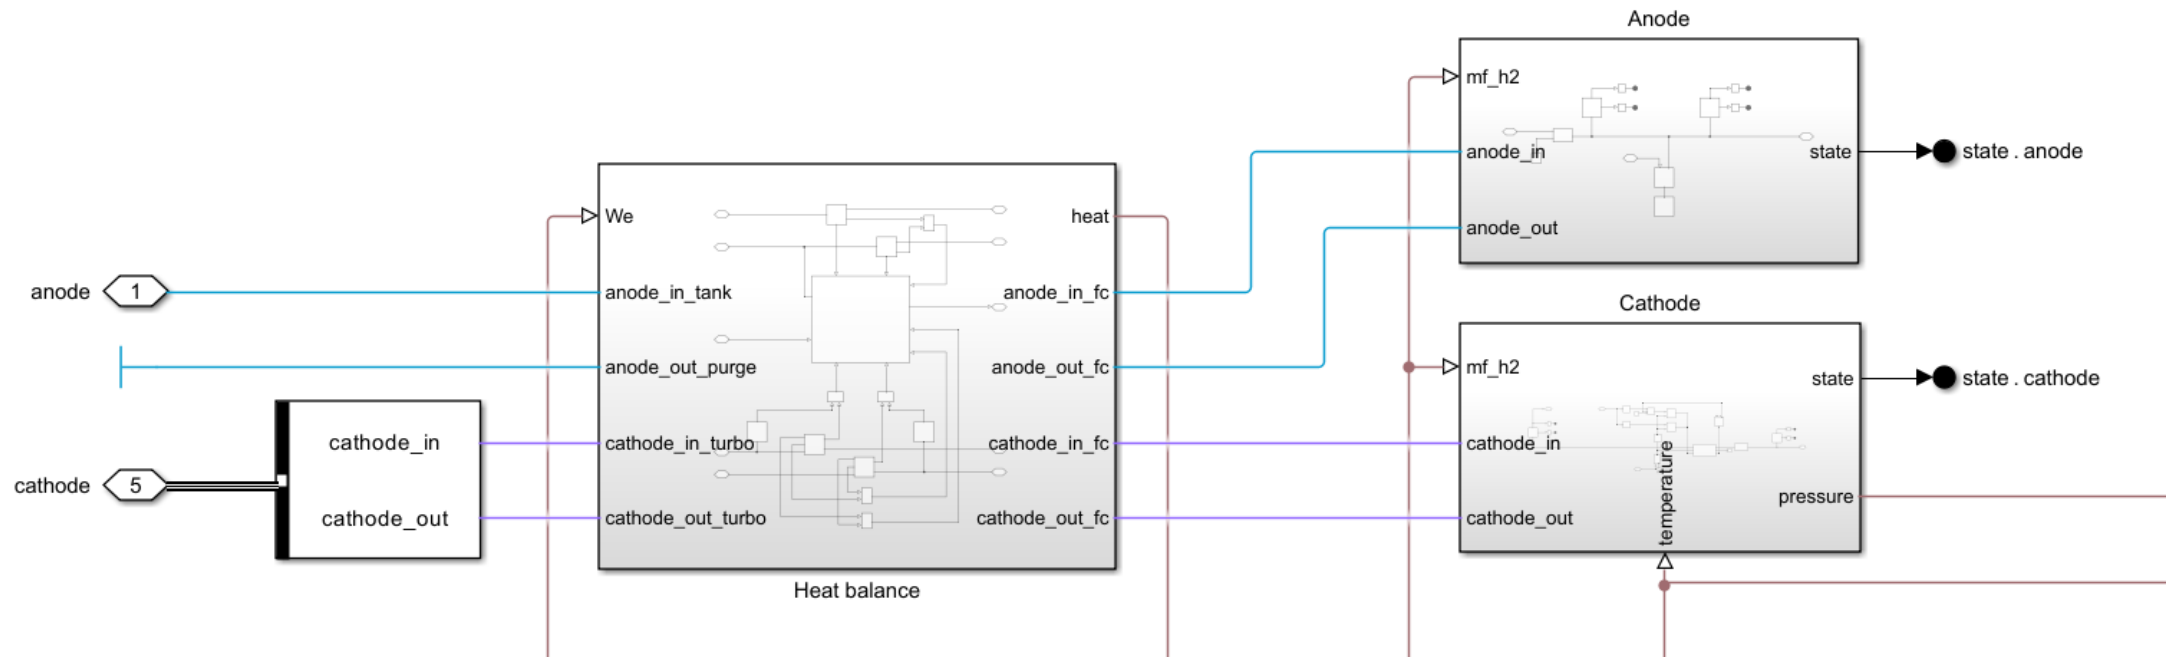 Anode
mf_h2
anode_in
anode_out
state
state . anode
We
heat
anode
1
anode_in_tank
anode_in_fc
anode_out_purge
anode_out_fc
cathode_in_turbo
cathode_in_fc
cathode_out_turbo
cathode_out_fc
Heat balance
cathode
5
cathode_in
cathode_out
Cathode
mf_h2
state
state . cathode
cathode_in
cathode_out
temperature
pressure